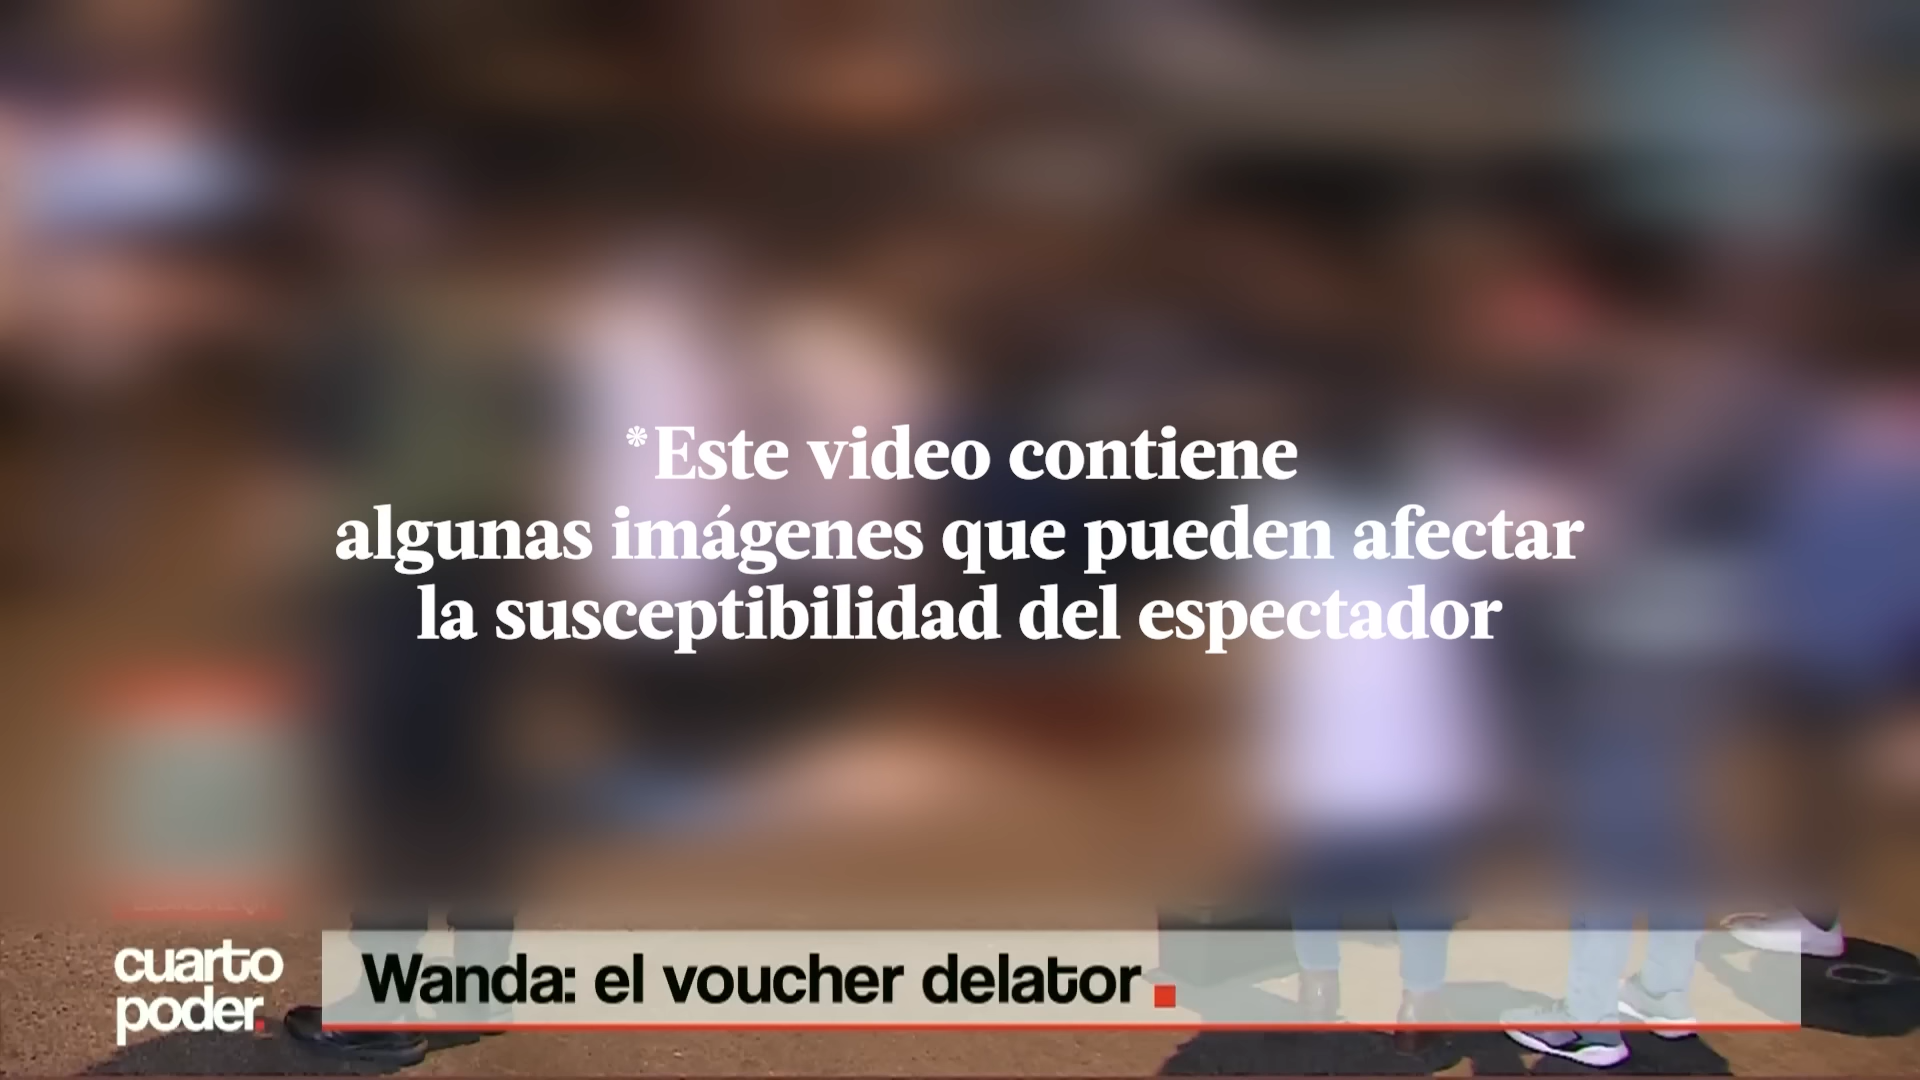 *Este video contiene
algunas imágenes que pueden afectar
la susceptibilidad del espectador
cuarto
poder.
Wanda: el voucher delator.